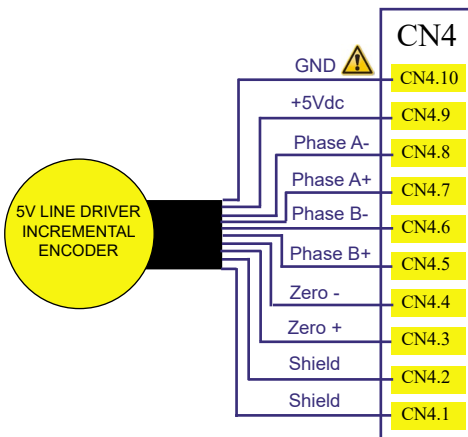 CN4
GND
CN4.10
+5Vdc
CN4.9
Phase A-
CN4.8
Phase A+
CN4.7
Phase B-
CN4.6
Phase B+
CN4.5
Zero -
CN4.4
Zero +
CN4.3
Shield
CN4.2
Shield
CN4.1
5V LINE DRIVER
INCREMENTAL
ENCODER